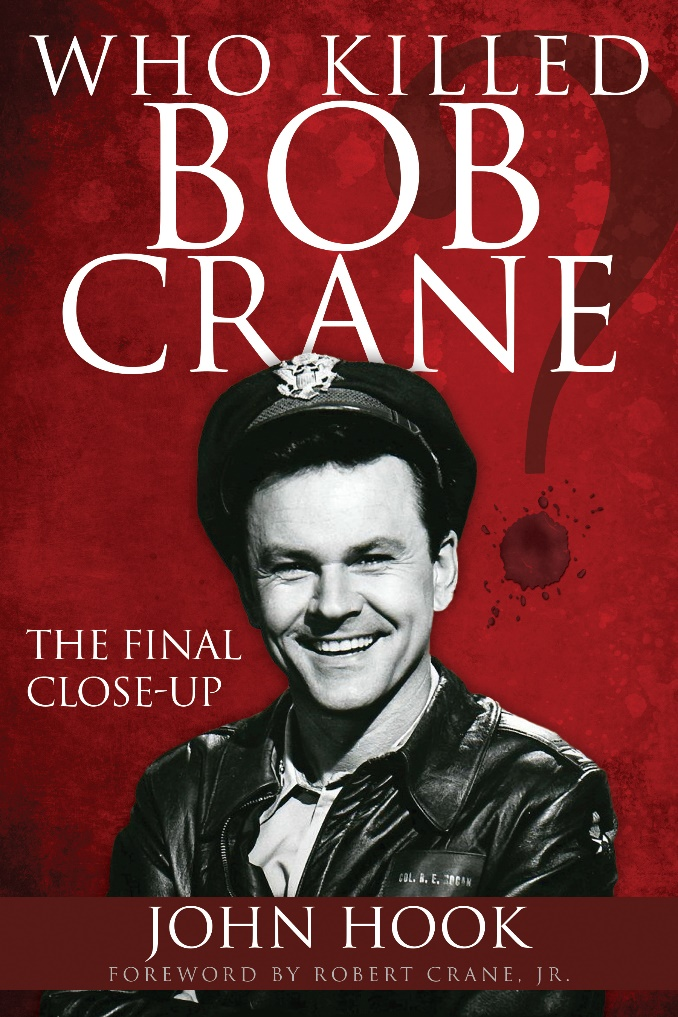 WHO KILLED
BOB
CRANE
?
THE FINAL
CLOSE-UP
COL. R. E. HOGAN
JOHN HOOK
FOREWORD BY ROBERT CRANE, JR.